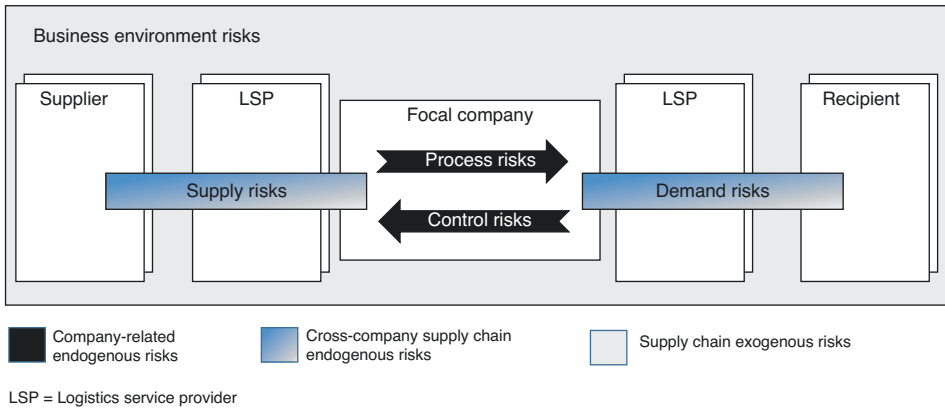 Business environment risks
Supplier
LSP
Focal company
LSP
Recipient
Process risks
Supply risks
Demand risks
Control risks
Company-related
endogenous risks
Cross-company supply chain
endogenous risks
Supply chain exogenous risks
LSP = Logistics service provider